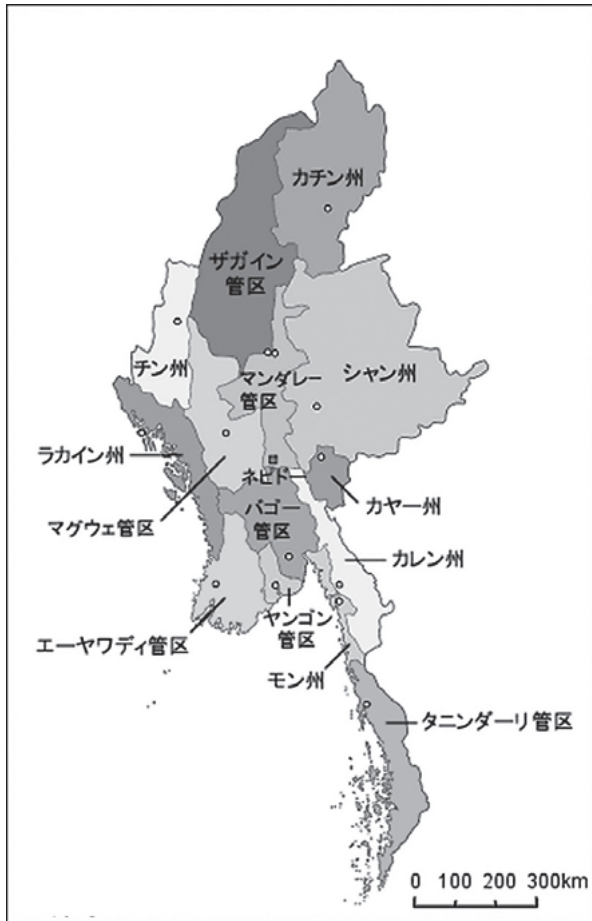 カチン州
ザガイン
管区
チン州
マンダレー
管区
シャン州
ラカイン州
ネピド
マグウェ管区
カヤー州
バゴー
管区
カレン州
エーヤワディ管区
ヤンゴン
管区
モン州
タニンダーリ管区
0 100 200 300km